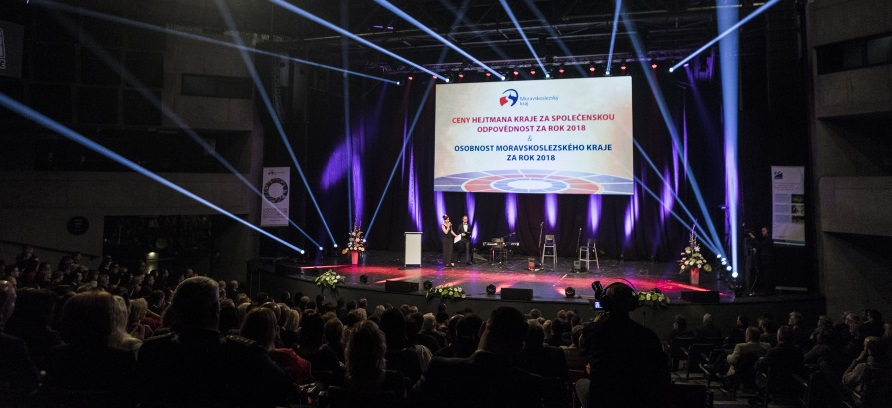 Moravskoslezský
kraj
CENY HEJTMANA KRAJE ZA SPOLEČENSKOU
ODPOVĚDNOST ZA ROK 2018
&
OSOBNOST MORAVSKOSLEZSKÉHO KRAJE
ZA ROK 2018